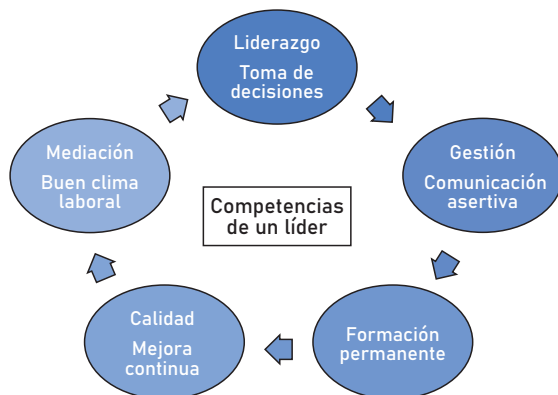 Liderazgo
Toma de
decisiones
Gestión
Comunicación
asertiva
Formación
permanente
Calidad
Mejora
continua
Mediación
Buen clima
laboral
Competencias
de un líder